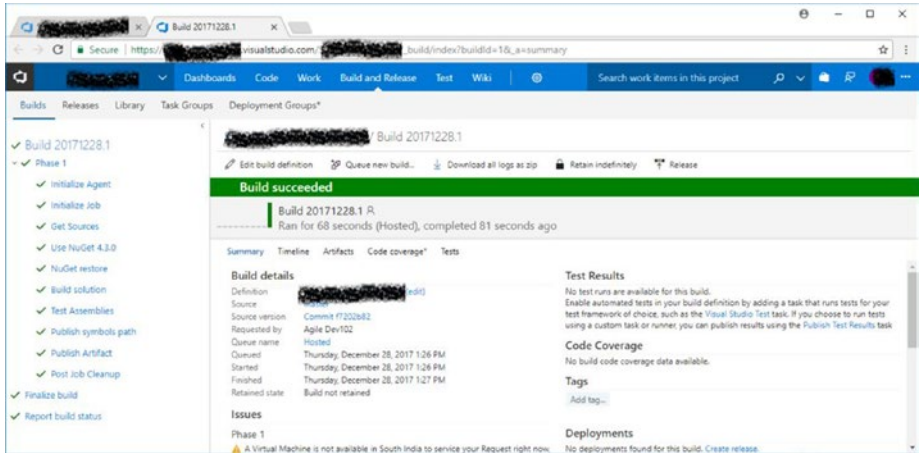 Build 20171228.1
Secure https:// visualstudio.com/ _build/index?buildId=1&_a=summary
Dashboards Code Work Build and Release Test Wiki Search work items in this project
Builds Releases Library Task Groups Deployment Groups*
Build 20171228.1
Phase 1
Initialize Agent
Initialize Job
Get Sources
Use NuGet 4.3.0
NuGet restore
Build solution
Test Assemblies
Publish symbols path
Publish Artifact
Post Job Cleanup
Finalize build
Report build status
/ Build 20171228.1
Edit build definition Queue new build... Download all logs as zip Retain indefinitely Release
Build succeeded
Build 20171228.1
Ran for 68 seconds (Hosted), completed 81 seconds ago
Summary Timeline Artifacts Code coverage* Tests
Build details
Definition (edit)
Source
Source version Commit f7202b82
Requested by Agile Dev102
Queue name Hosted
Queued Thursday, December 28, 2017 1:26 PM
Started Thursday, December 28, 2017 1:26 PM
Finished Thursday, December 28, 2017 1:27 PM
Retained state Build not retained
Issues
Phase 1
A Virtual Machine is not available in South India to service your Request right now,
Test Results
No test runs are available for this build.
Enable automated tests in your build definition by adding a task that runs tests for your
test framework of choice, such as the Visual Studio Test task. If you choose to run tests
using a custom task or runner, you can publish results using the Publish Test Results task
Code Coverage
No build code coverage data available.
Tags
Add tag...
Deployments
No deployments found for this build. Create release.